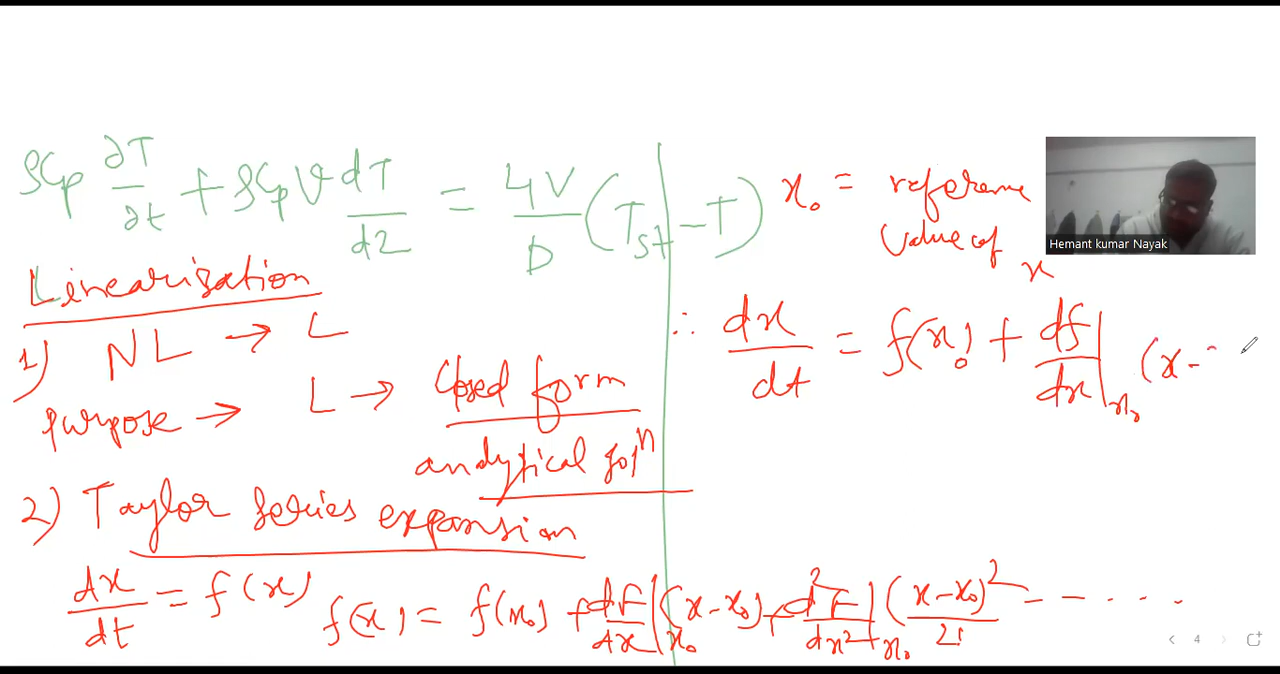 ρCp ∂T/∂t + ρCp v dT/dz = 4V/D (Tst - T)
Linearization
1) NL → L
purpose → L → Closed form
analytical solⁿ
2) Taylor series expansion
dx/dt = f(x)
f(x) = f(x₀) + dF/dx|x₀ (x-x₀) + d²F/dx²|x₀ (x-x₀)²/2! - - - - - -
x₀ = reference
value of
x
∴ dx/dt = f(x₀) + df/dx|x₀ (x-
Hemant kumar Nayak
4